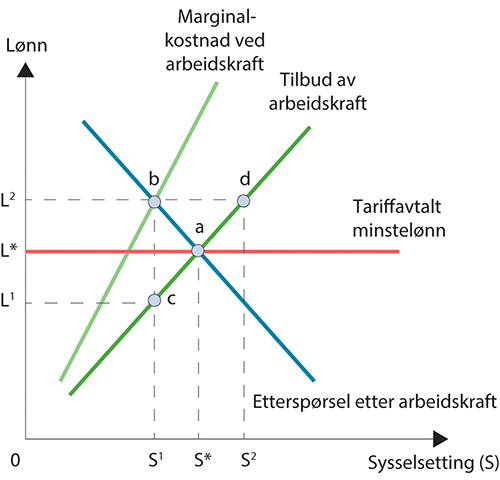 Marginal-
kostnad ved
arbeidskraft
Lønn
Tilbud av
arbeidskraft
b
d
L²
a
Tariffavtalt
minstelønn
L*
L¹
c
Etterspørsel etter arbeidskraft
0
S¹
S*
S²
Sysselsetting (S)